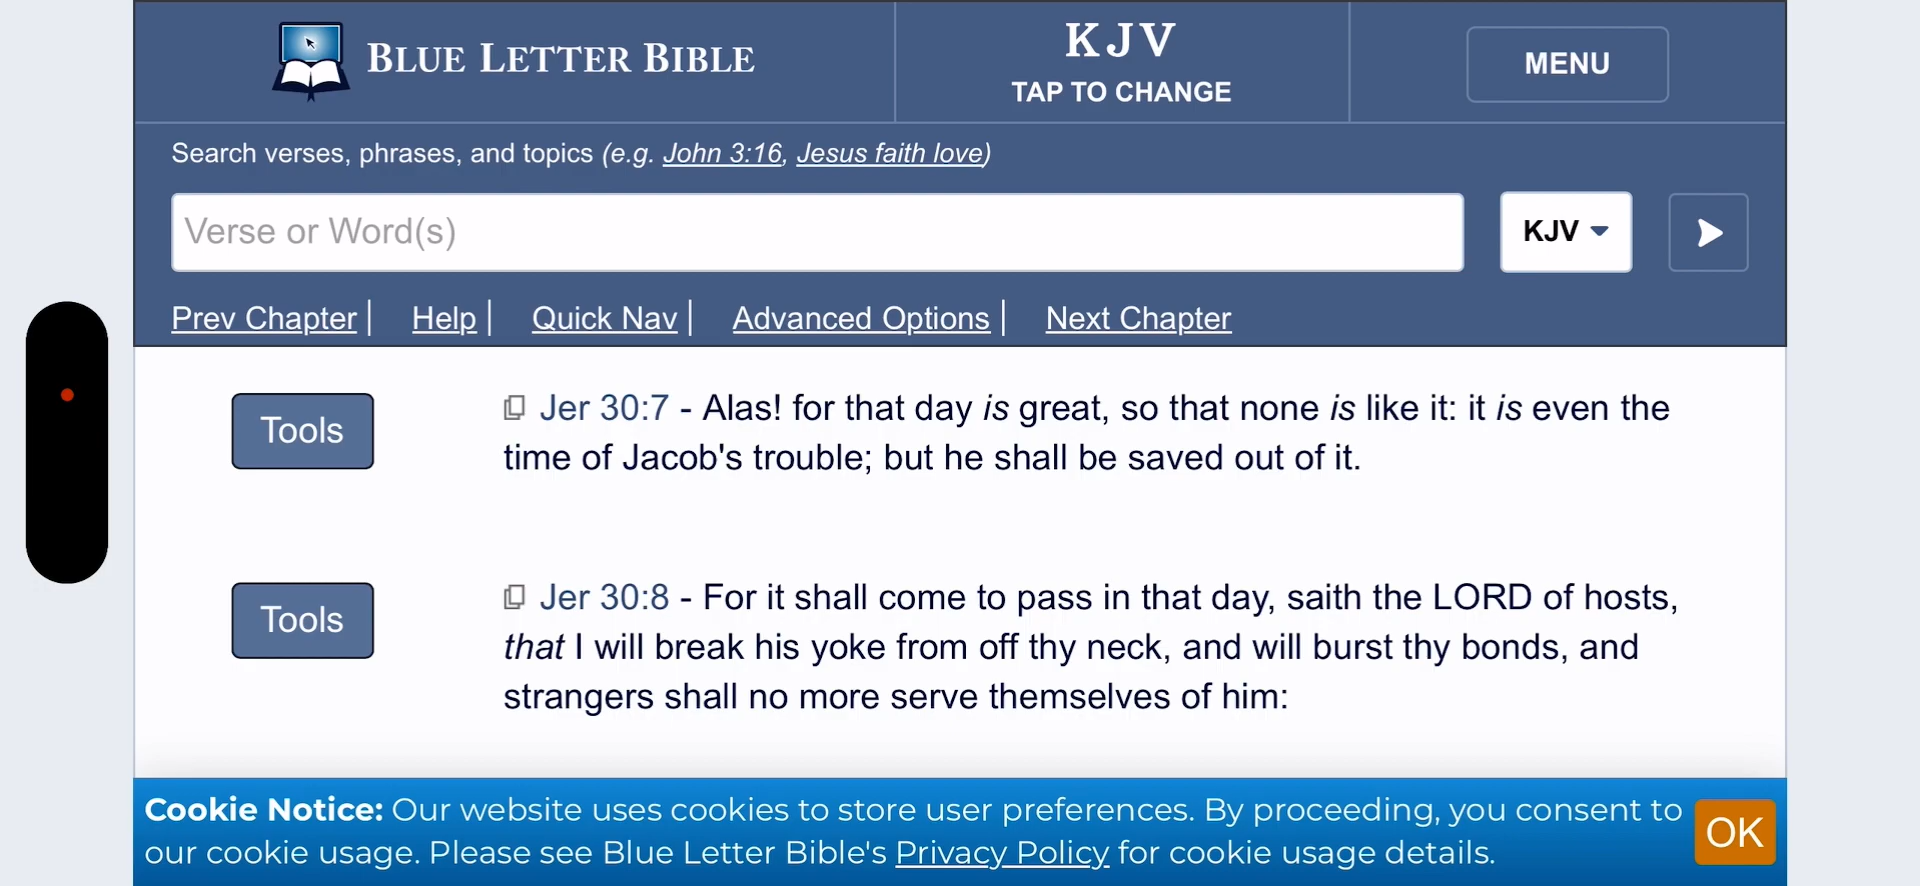 BLUE LETTER BIBLE
KJV
TAP TO CHANGE
MENU
Search verses, phrases, and topics (e.g. John 3:16, Jesus faith love)
Verse or Word(s)
KJV
Prev Chapter | Help | Quick Nav | Advanced Options | Next Chapter
Tools
Jer 30:7 - Alas! for that day is great, so that none is like it: it is even the
time of Jacob's trouble; but he shall be saved out of it.
Tools
Jer 30:8 - For it shall come to pass in that day, saith the LORD of hosts,
that I will break his yoke from off thy neck, and will burst thy bonds, and
strangers shall no more serve themselves of him:
Cookie Notice: Our website uses cookies to store user preferences. By proceeding, you consent to
our cookie usage. Please see Blue Letter Bible's Privacy Policy for cookie usage details.
OK